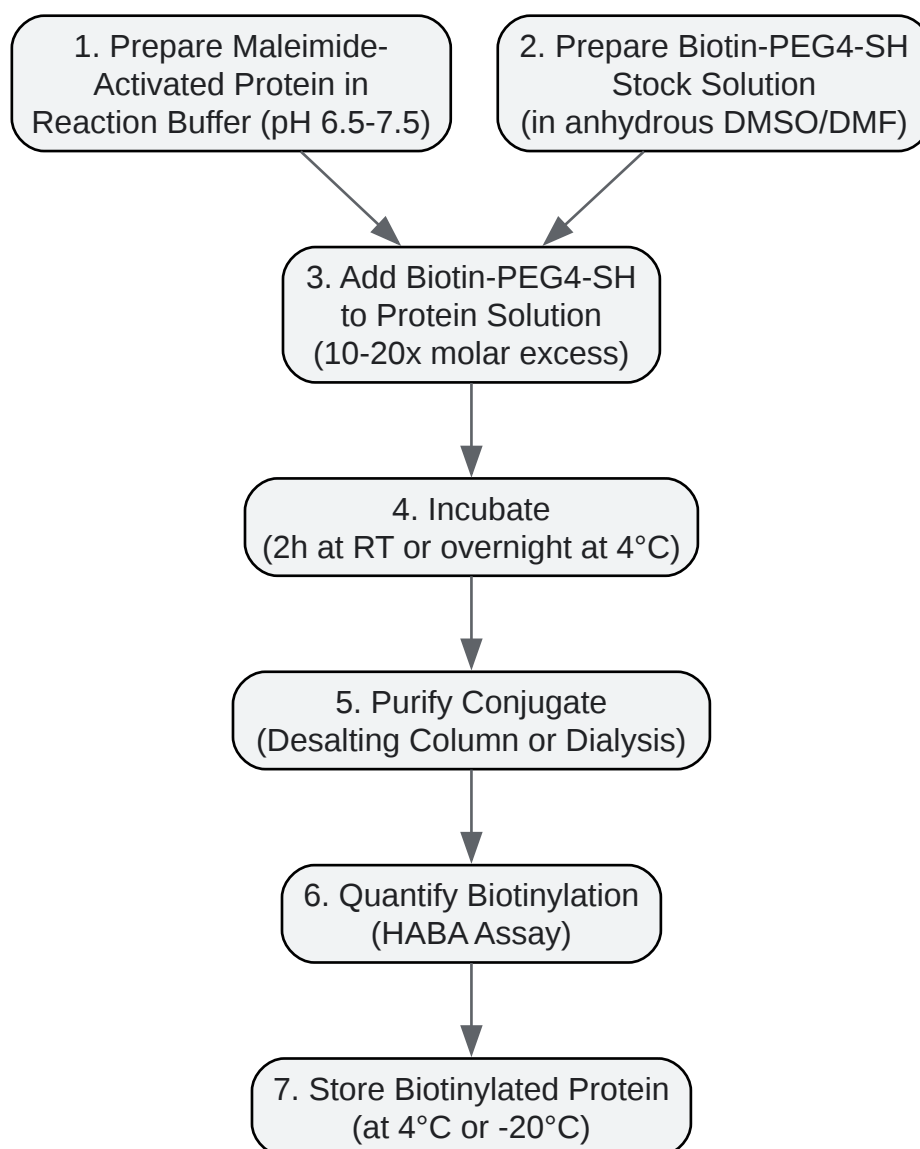 1. Prepare Maleimide-
Activated Protein in
Reaction Buffer (pH 6.5-7.5)
2. Prepare Biotin-PEG4-SH
Stock Solution
(in anhydrous DMSO/DMF)
3. Add Biotin-PEG4-SH
to Protein Solution
(10-20x molar excess)
4. Incubate
(2h at RT or overnight at 4°C)
5. Purify Conjugate
(Desalting Column or Dialysis)
6. Quantify Biotinylation
(HABA Assay)
7. Store Biotinylated Protein
(at 4°C or -20°C)